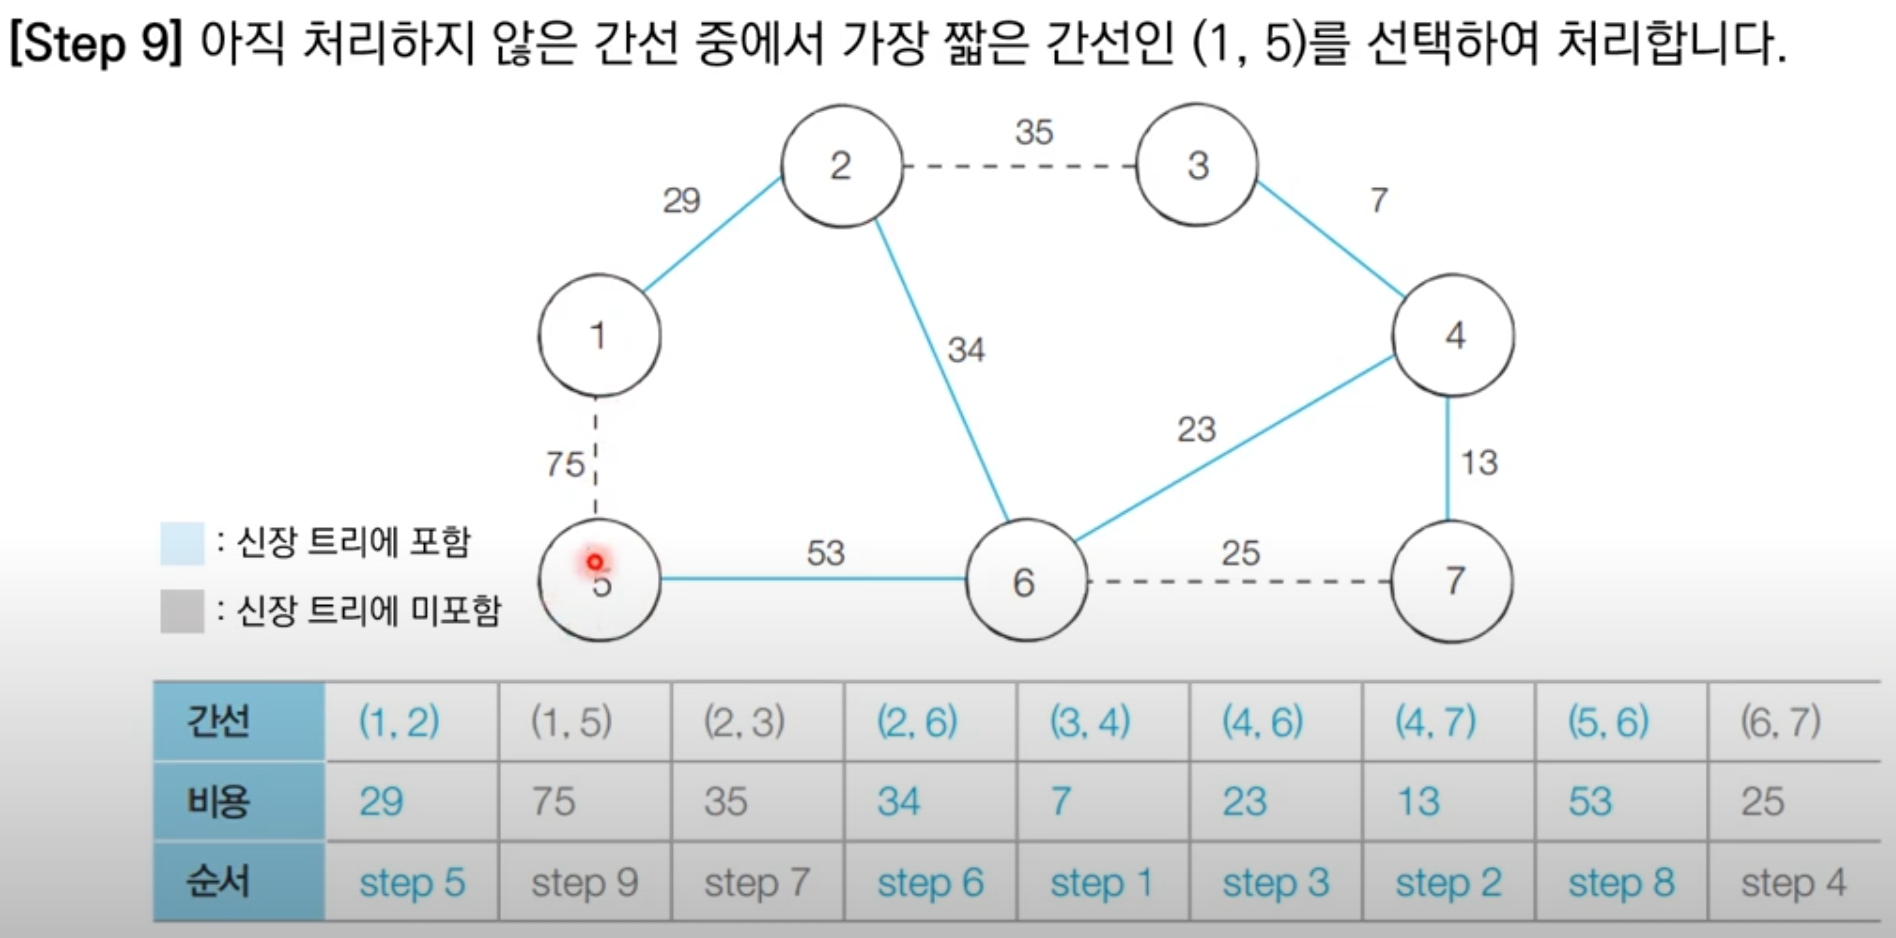 [Step 9] 아직 처리하지 않은 간선 중에서 가장 짧은 간선인 (1, 5)를 선택하여 처리합니다.
35
2
3
29
7
1
4
34
23
75
13
: 신장 트리에 포함
53
25
5
6
7
: 신장 트리에 미포함
간선 (1, 2) (1, 5) (2, 3) (2, 6) (3, 4) (4, 6) (4, 7) (5, 6) (6, 7)
비용 29 75 35 34 7 23 13 53 25
순서 step 5 step 9 step 7 step 6 step 1 step 3 step 2 step 8 step 4